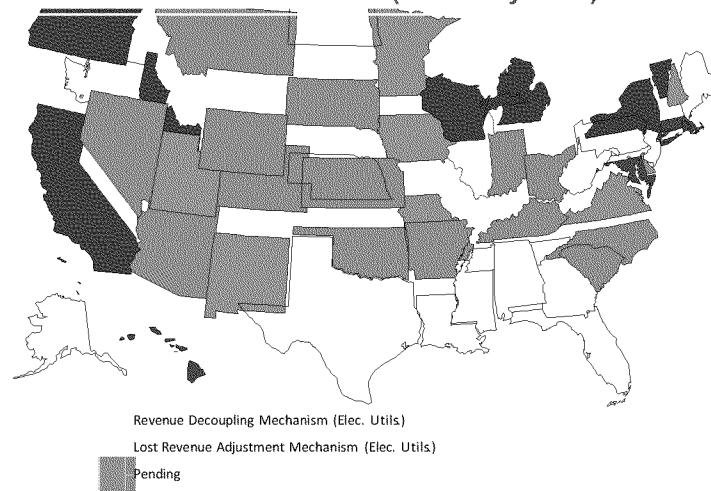 Revenue Decoupling Mechanism (Elec. Utils.)
Lost Revenue Adjustment Mechanism (Elec. Utils.)
Pending